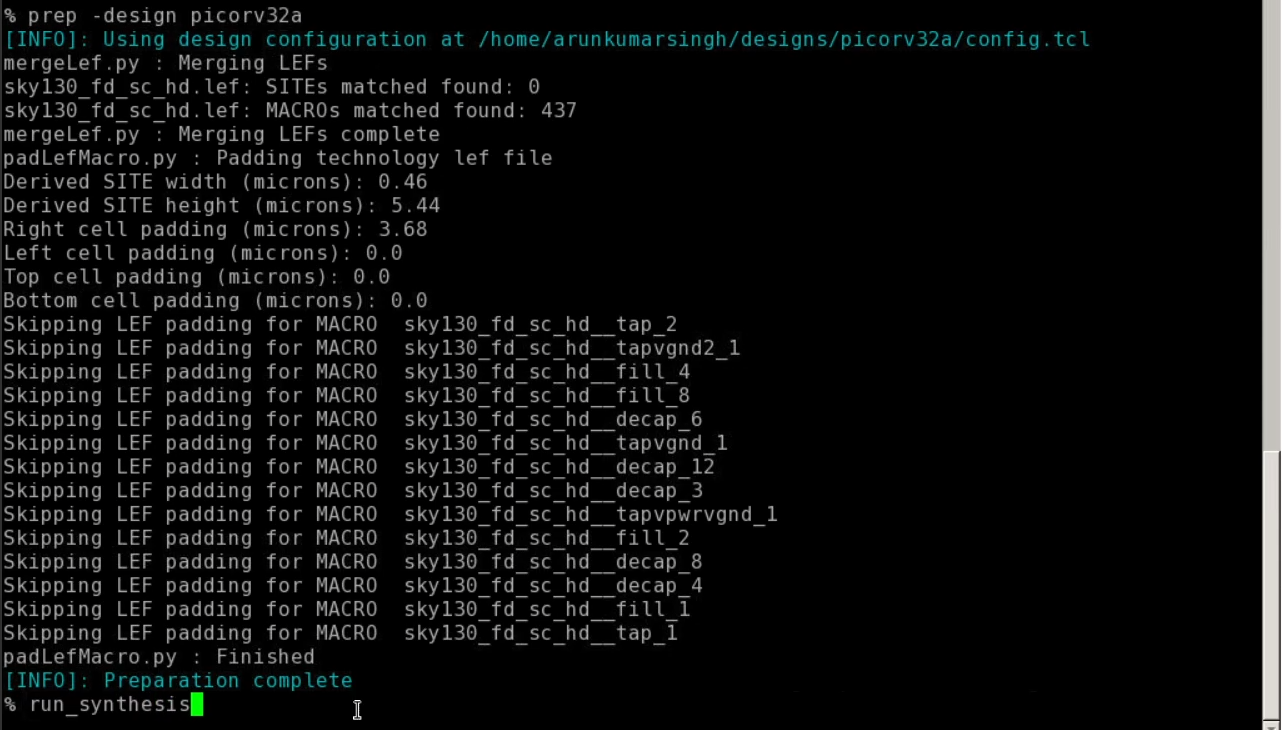 % prep -design picorv32a
[INFO]: Using design configuration at /home/arunkumarsingh/designs/picorv32a/config.tcl
mergeLef.py : Merging LEFs
sky130_fd_sc_hd.lef: SITEs matched found: 0
sky130_fd_sc_hd.lef: MACROs matched found: 437
mergeLef.py : Merging LEFs complete
padLefMacro.py : Padding technology lef file
Derived SITE width (microns): 0.46
Derived SITE height (microns): 5.44
Right cell padding (microns): 3.68
Left cell padding (microns): 0.0
Top cell padding (microns): 0.0
Bottom cell padding (microns): 0.0
Skipping LEF padding for MACRO  sky130_fd_sc_hd__tap_2
Skipping LEF padding for MACRO  sky130_fd_sc_hd__tapvgnd2_1
Skipping LEF padding for MACRO  sky130_fd_sc_hd__fill_4
Skipping LEF padding for MACRO  sky130_fd_sc_hd__fill_8
Skipping LEF padding for MACRO  sky130_fd_sc_hd__decap_6
Skipping LEF padding for MACRO  sky130_fd_sc_hd__tapvgnd_1
Skipping LEF padding for MACRO  sky130_fd_sc_hd__decap_12
Skipping LEF padding for MACRO  sky130_fd_sc_hd__decap_3
Skipping LEF padding for MACRO  sky130_fd_sc_hd__tapvpwrvgnd_1
Skipping LEF padding for MACRO  sky130_fd_sc_hd__fill_2
Skipping LEF padding for MACRO  sky130_fd_sc_hd__decap_8
Skipping LEF padding for MACRO  sky130_fd_sc_hd__decap_4
Skipping LEF padding for MACRO  sky130_fd_sc_hd__fill_1
Skipping LEF padding for MACRO  sky130_fd_sc_hd__tap_1
padLefMacro.py : Finished
[INFO]: Preparation complete
% run_synthesis